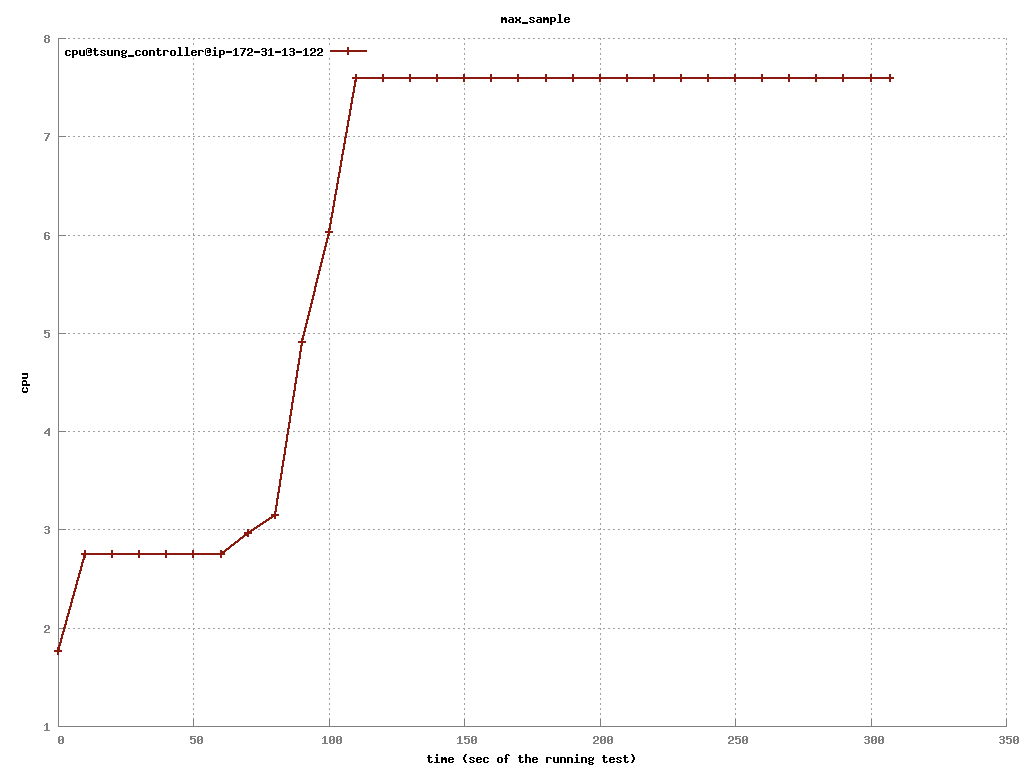 max_sample
cpu@tsung_controller@ip-172-31-13-122
8
7
6
5
4
3
2
1
cpu
0 50 100 150 200 250 300 350
time (sec of the running test)